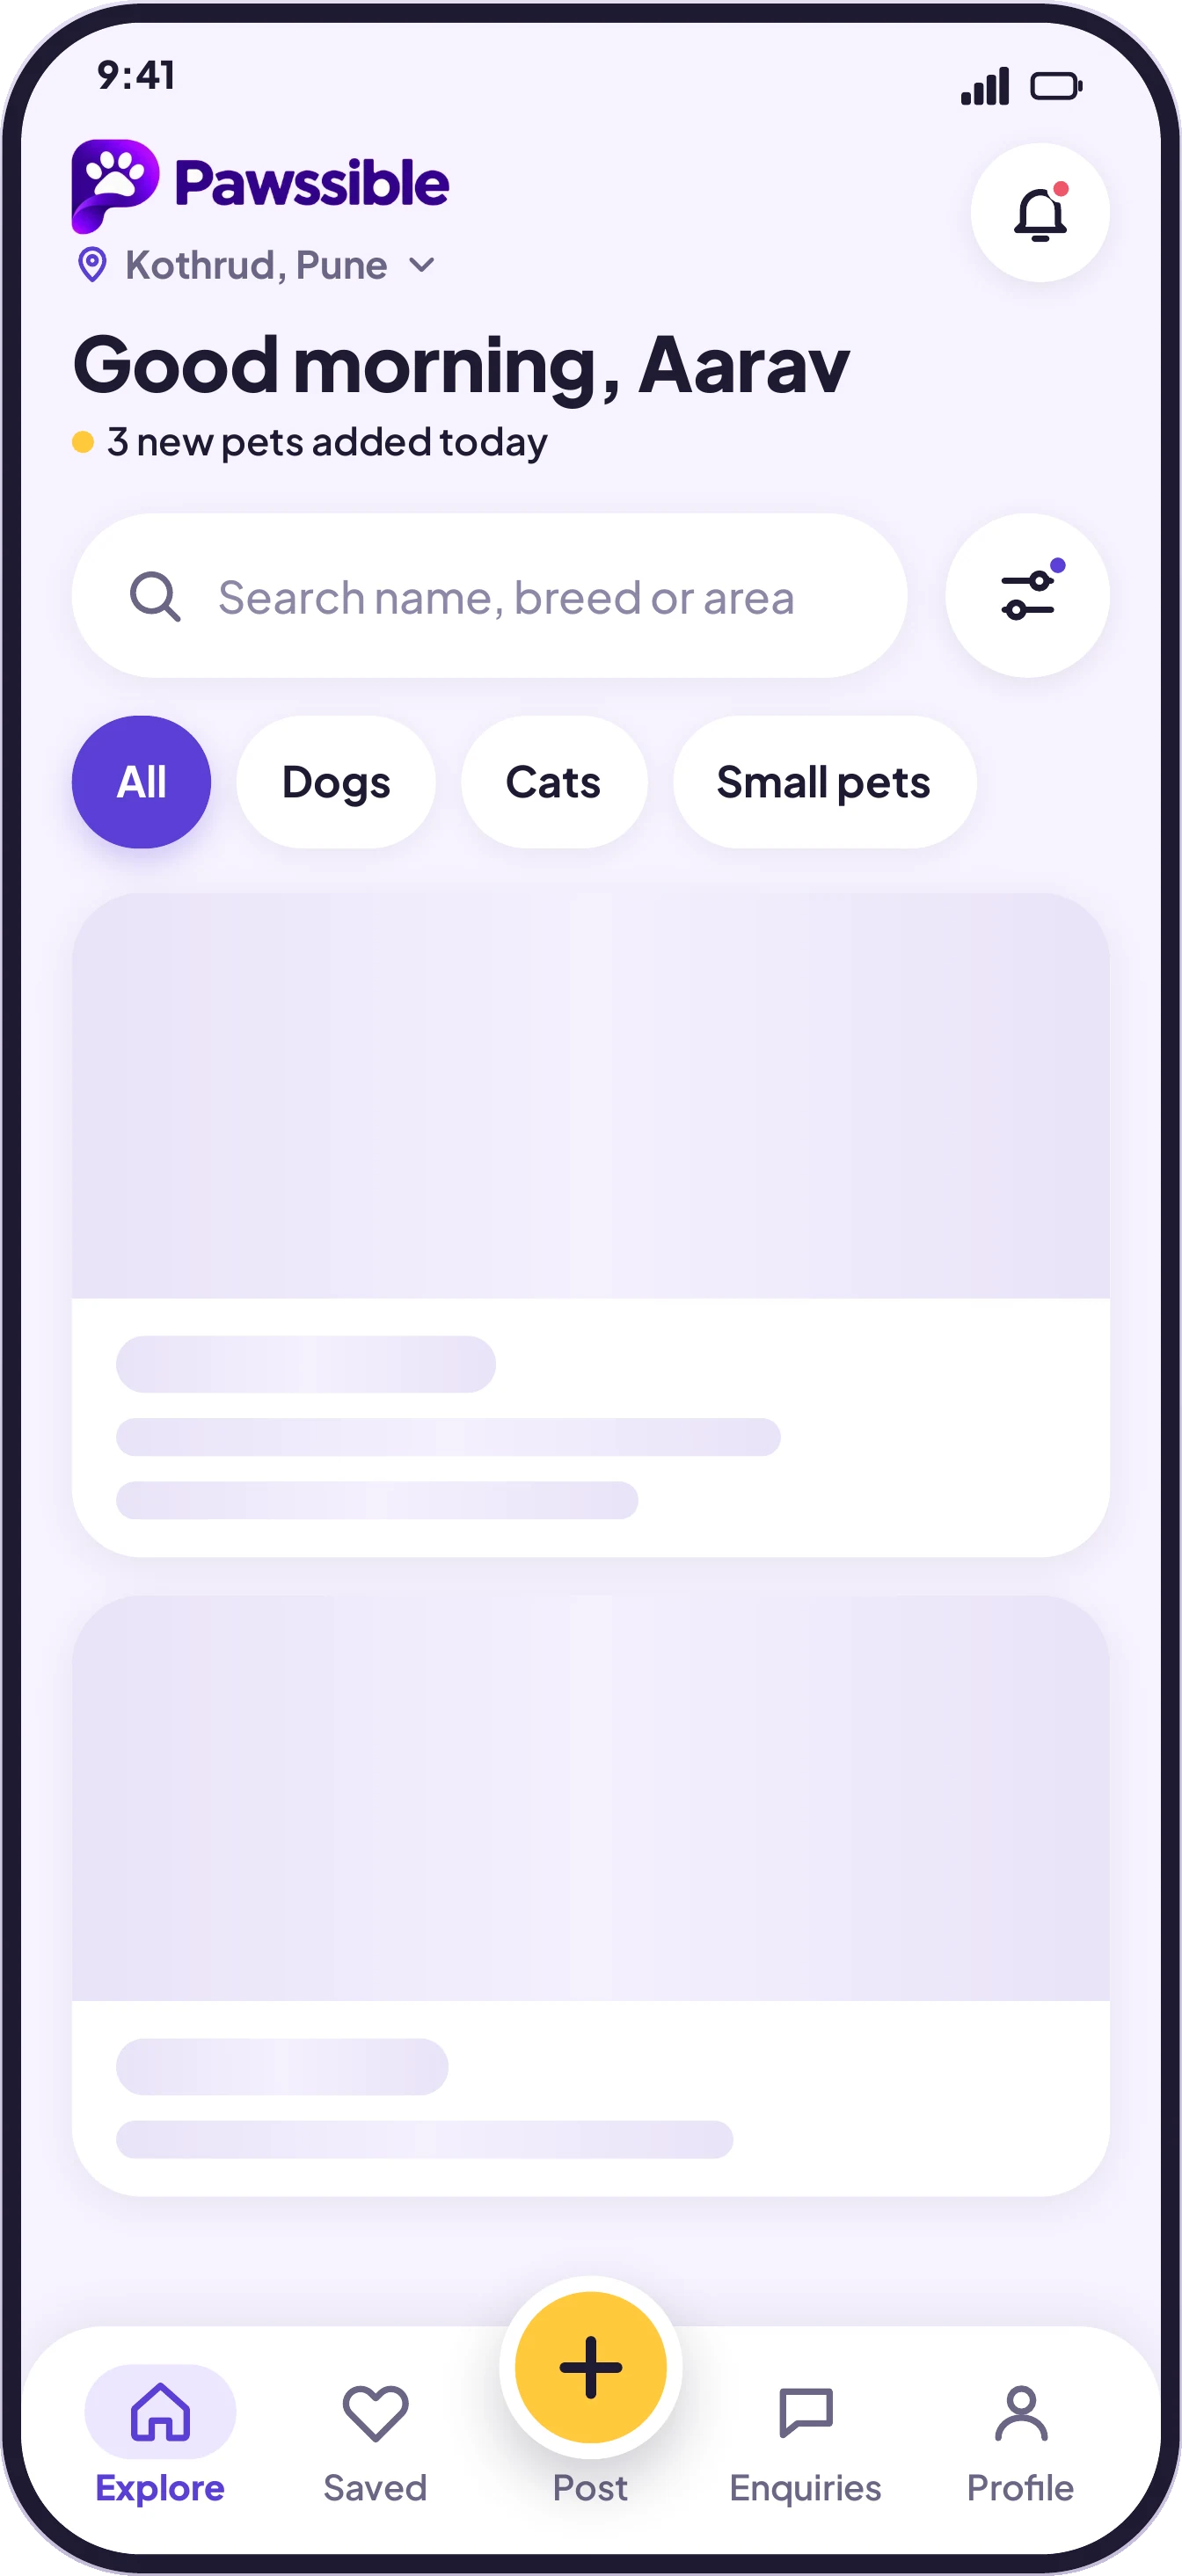 9:41
Pawssible
Kothrud, Pune
Good morning, Aarav
3 new pets added today
Search name, breed or area
All Dogs Cats Small pets
Explore Saved Post Enquiries Profile